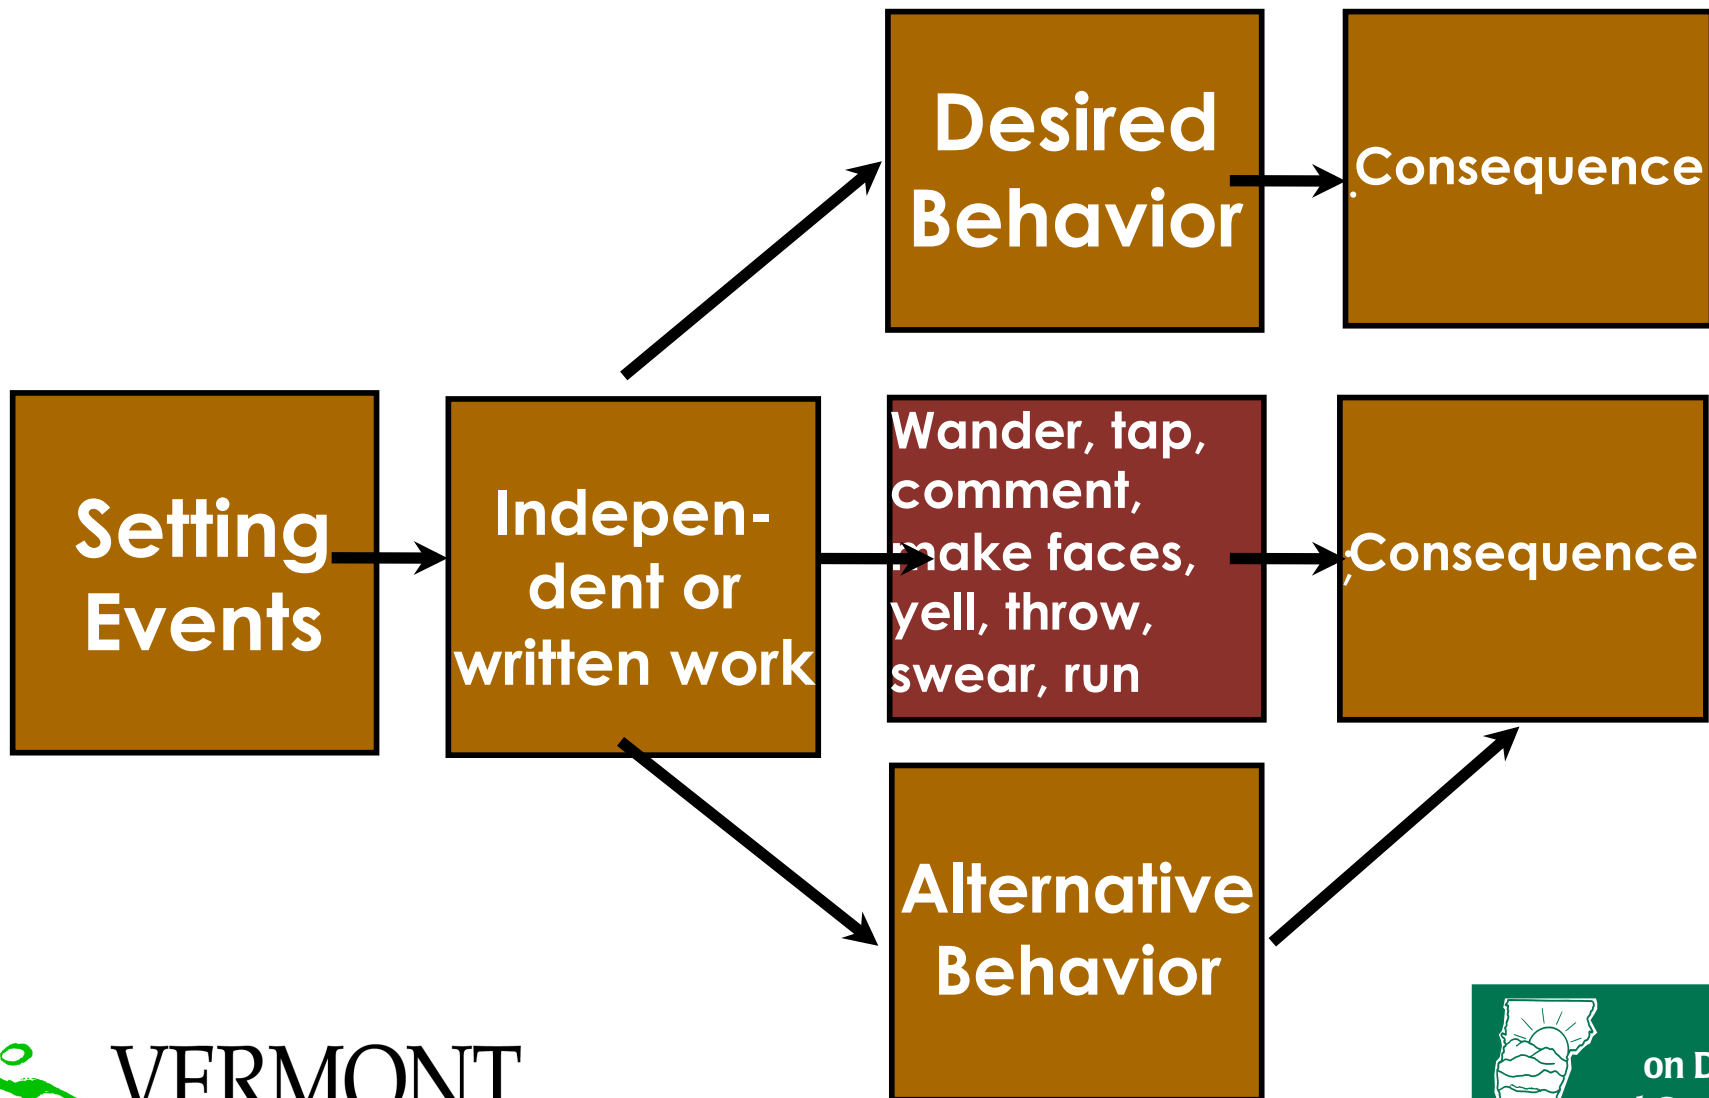 Desired
Behavior
.Consequence
Setting
Events
Indepen-
dent or
written work
Wander, tap,
comment,
make faces,
yell, throw,
swear, run
;Consequence
Alternative
Behavior
VERMONT
on D